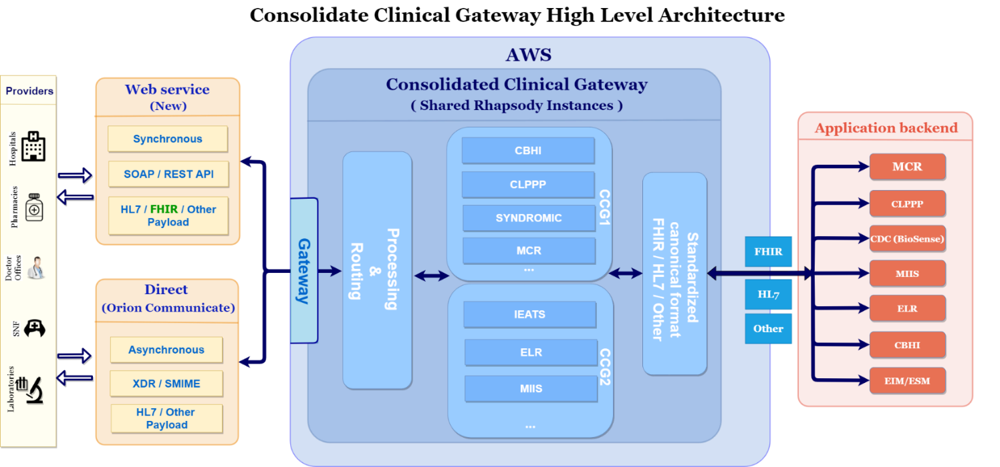 Consolidate Clinical Gateway High Level Architecture
Providers
Hospitals
Pharmacies
Doctor
Offices
SNF
Laboratories
Web service
(New)
Synchronous
SOAP / REST API
HL7 / FHIR / Other
Payload
Direct
(Orion Communicate)
Asynchronous
XDR / SMIME
HL7 / Other
Payload
AWS
Consolidated Clinical Gateway
( Shared Rhapsody Instances )
Gateway
Processing
&
Routing
CBHI
CLPPP
SYNDROMIC
MCR
...
CCG1
IEATS
ELR
MIIS
...
CCG2
Standardized
canonical format
FHIR / HL7 / Other
FHIR
HL7
Other
Application backend
MCR
CLPPP
CDC (BioSense)
MIIS
ELR
CBHI
EIM/ESM